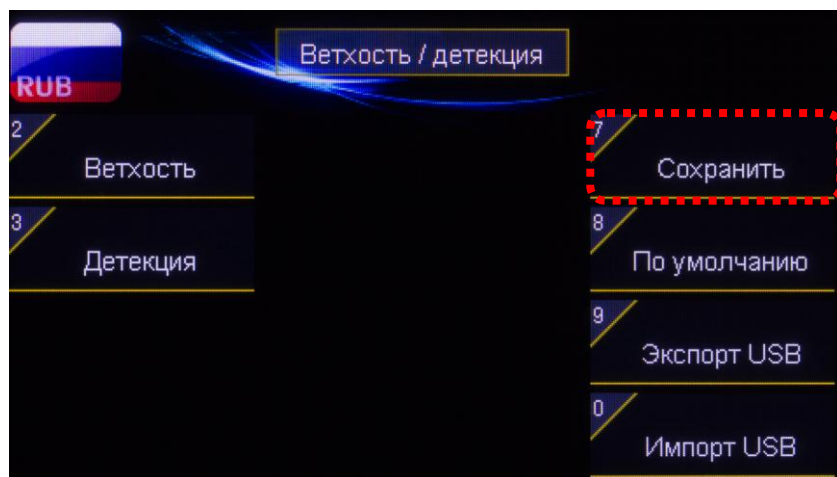 RUB
Ветхость / детекция
2
Ветхость
3
Детекция
7
Сохранить
8
По умолчанию
9
Экспорт USB
0
Импорт USB